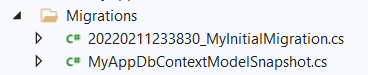 Migrations
C# 20220211233830_MyInitialMigration.cs
C# MyAppDbContextModelSnapshot.cs